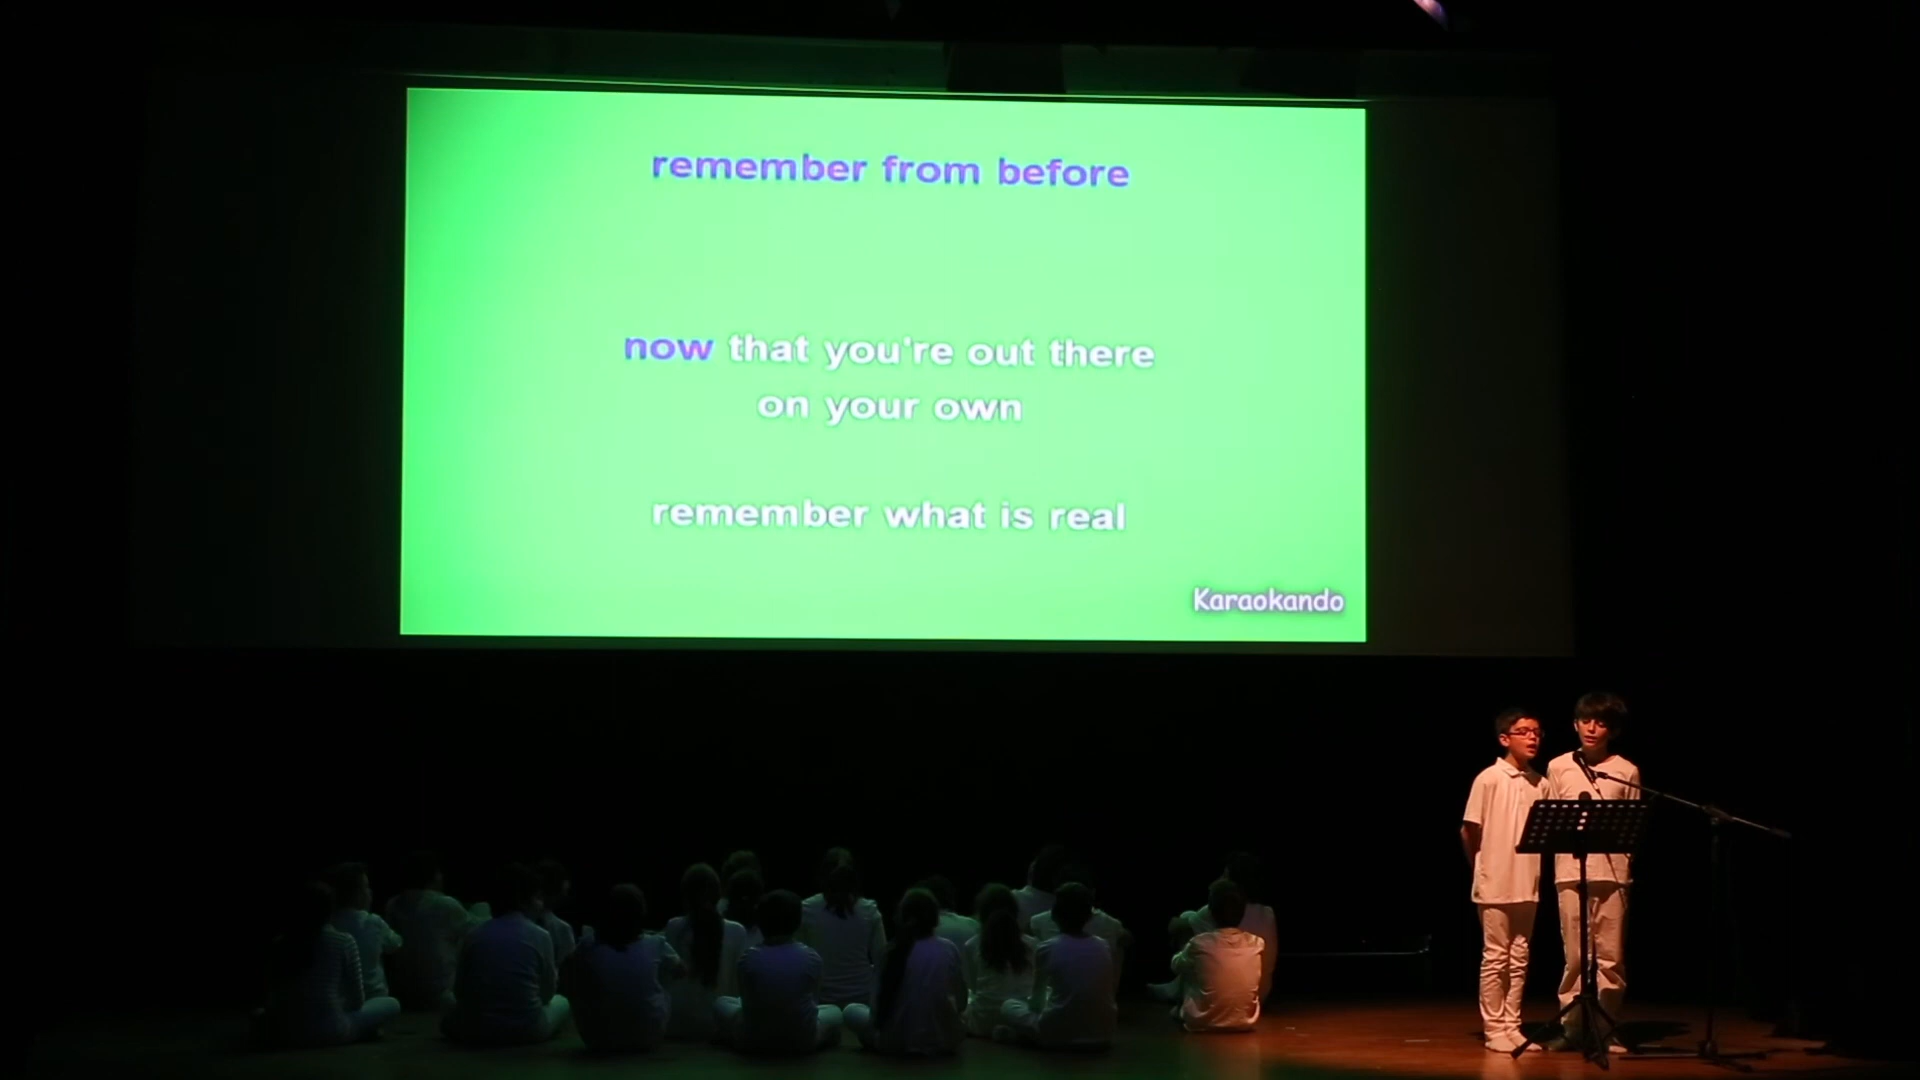 remember from before
now that you're out there
on your own
remember what is real
Karaokando